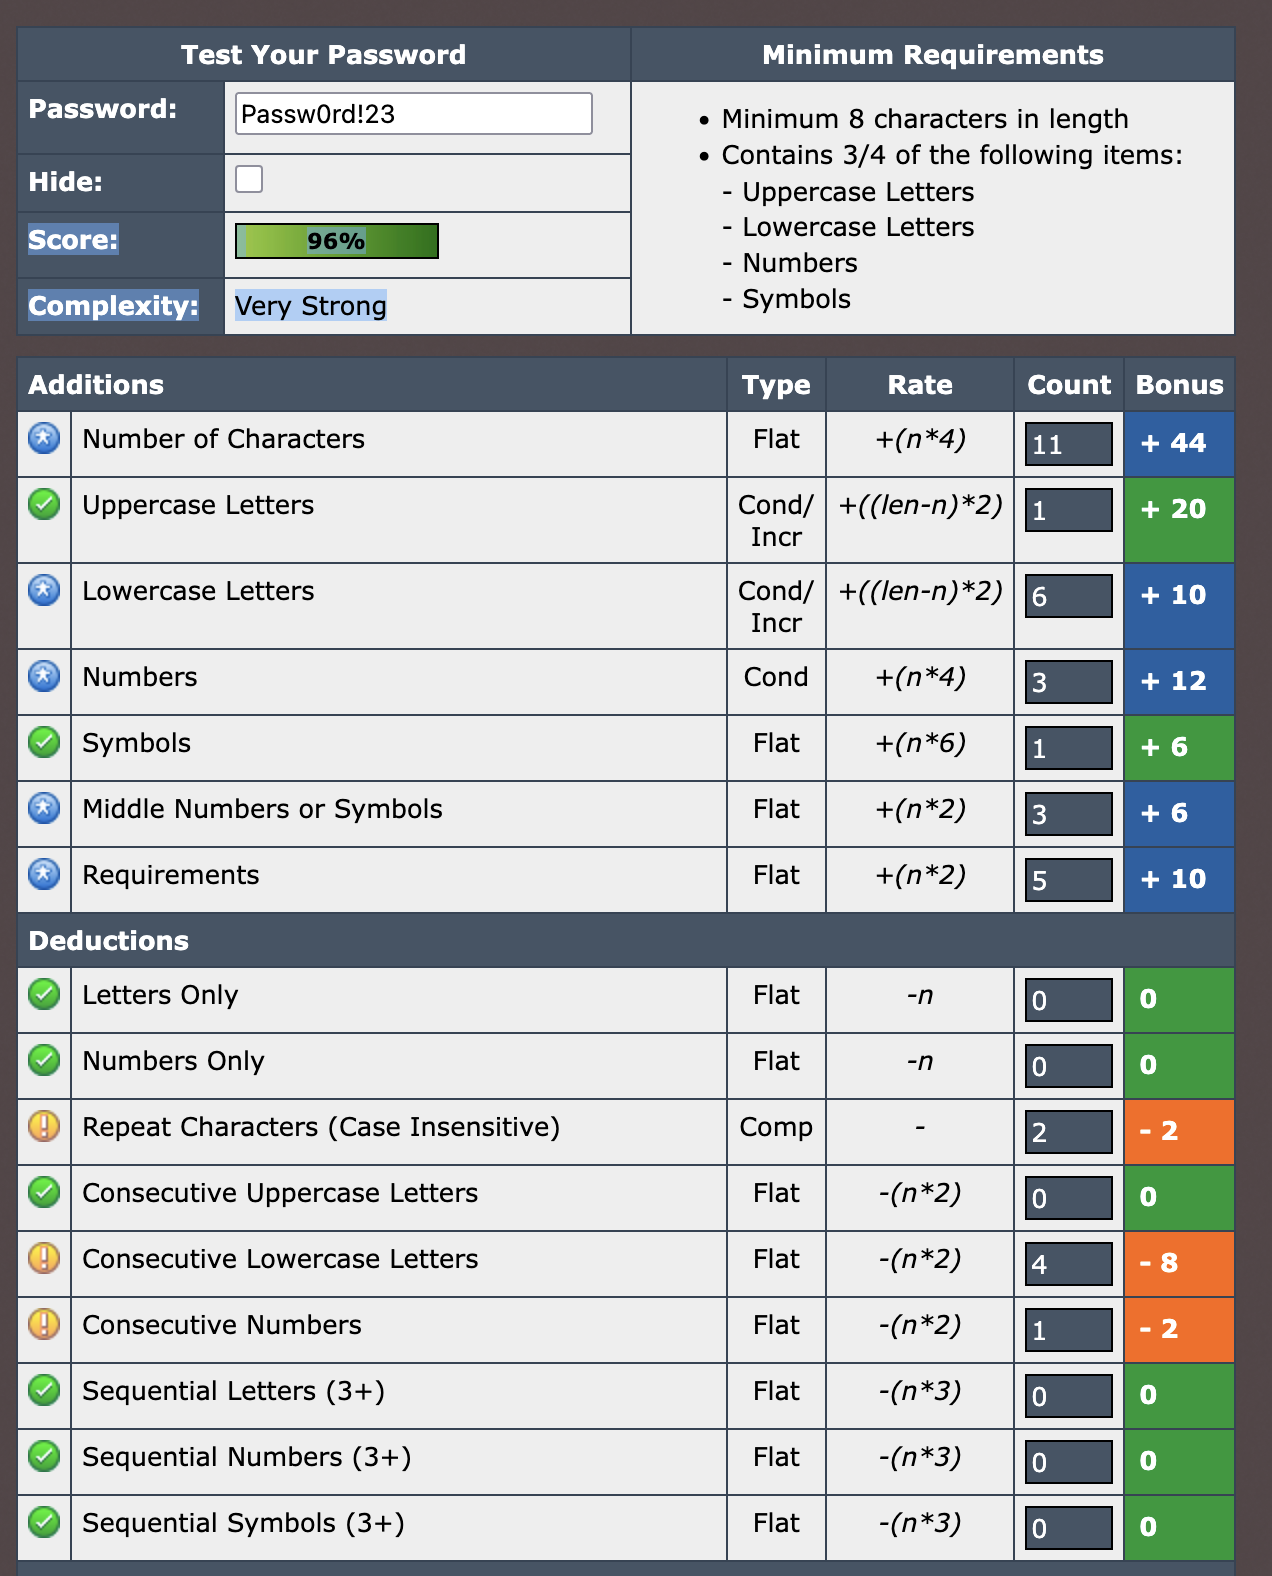 Test Your Password
Minimum Requirements
Password:
Passw0rd!23
Hide:
Score:
96%
Complexity:
Very Strong
• Minimum 8 characters in length
• Contains 3/4 of the following items:
- Uppercase Letters
- Lowercase Letters
- Numbers
- Symbols
Additions Type Rate Count Bonus
Number of Characters Flat +(n*4) 11 + 44
Uppercase Letters Cond/ +((len-n)*2) 1 + 20
Incr
Lowercase Letters Cond/ +((len-n)*2) 6 + 10
Incr
Numbers Cond +(n*4) 3 + 12
Symbols Flat +(n*6) 1 + 6
Middle Numbers or Symbols Flat +(n*2) 3 + 6
Requirements Flat +(n*2) 5 + 10
Deductions
Letters Only Flat -n 0 0
Numbers Only Flat -n 0 0
Repeat Characters (Case Insensitive) Comp - 2 - 2
Consecutive Uppercase Letters Flat -(n*2) 0 0
Consecutive Lowercase Letters Flat -(n*2) 4 - 8
Consecutive Numbers Flat -(n*2) 1 - 2
Sequential Letters (3+) Flat -(n*3) 0 0
Sequential Numbers (3+) Flat -(n*3) 0 0
Sequential Symbols (3+) Flat -(n*3) 0 0